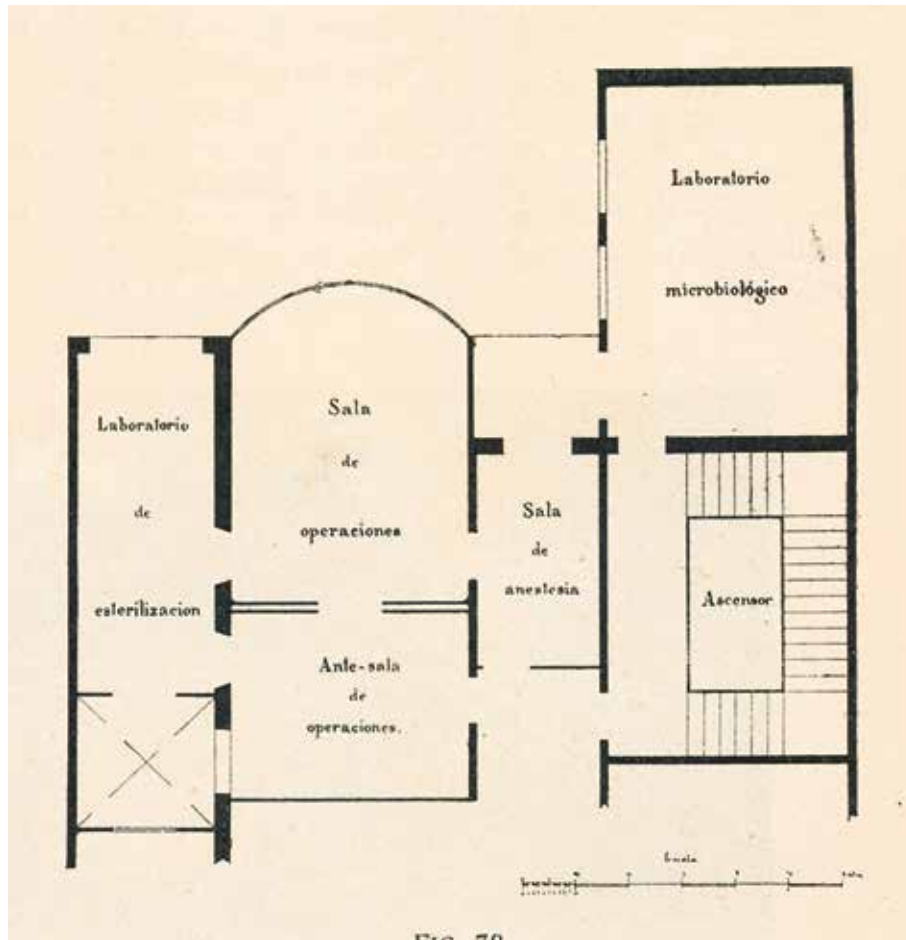 Laboratorio
microbiológico
Laboratorio
de
esterilizacion
Sala
de
operaciones
Sala
de
anestesia
Ascensor
Ante-sala
de
operaciones.